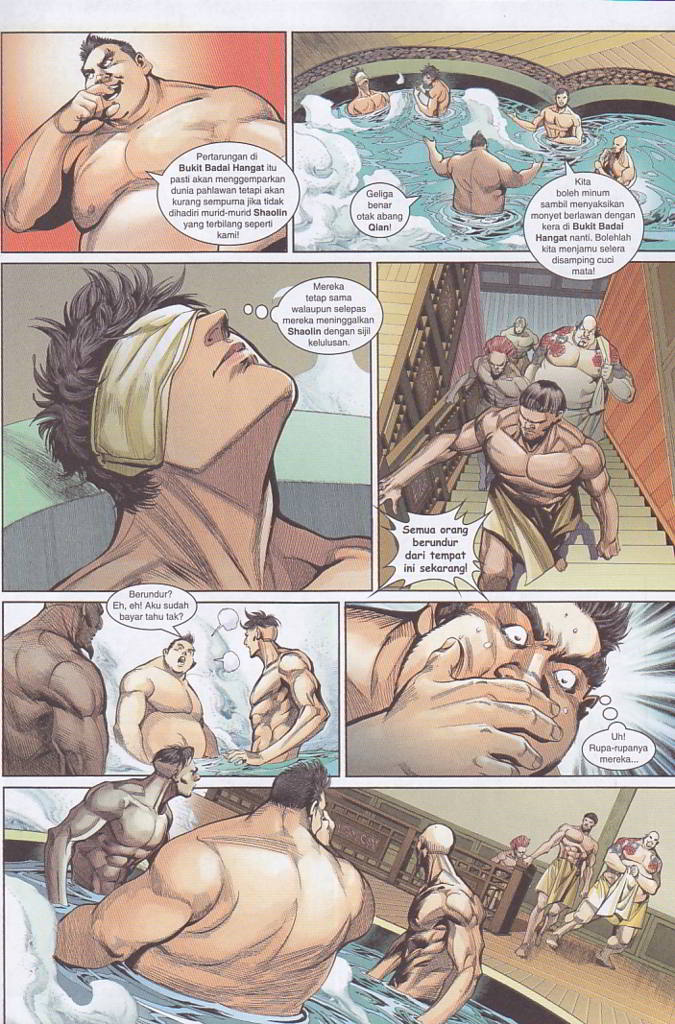 Pertarungan di
Bukit Badai Hangat itu
pasti akan menggemparkan
dunia pahlawan tetapi akan
kurang sempurna jika tidak
dihadiri murid-murid Shaolin
yang terbilang seperti
kami!
Geliga
benar
otak abang
Qian!
Kita
boleh minum
sambil menyaksikan
monyet berlawan dengan
kera di Bukit Badai
Hangat nanti. Bolehlah
kita menjamu selera
disamping cuci
mata!
Mereka
tetap sama
walaupun selepas
mereka meninggalkan
Shaolin dengan sijil
kelulusan.
Semua orang
berundur
dari tempat
ini sekarang!
Berundur?
Eh, eh! Aku sudah
bayar tahu tak?
Uh!
Rupa-rupanya
mereka...